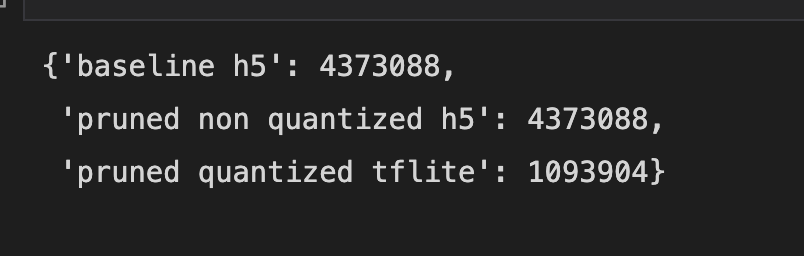 {'baseline h5': 4373088,
'pruned non quantized h5': 4373088,
'pruned quantized tflite': 1093904}